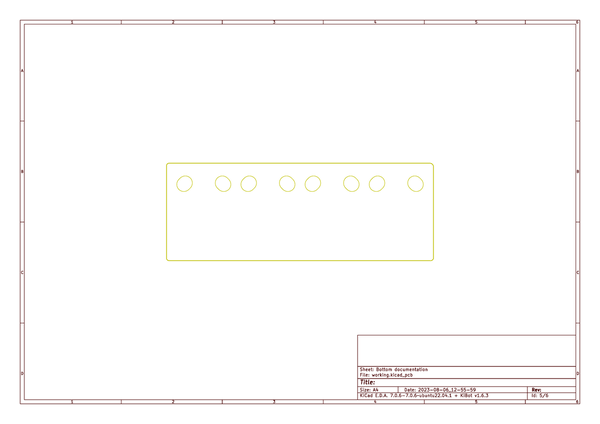 1 2 3 4 5 6
A A
B B
C C
Sheet: Bottom documentation
File: working.kicad_pcb
D D
Title:
Size: A4 Date: 2023-08-06_12-55-59 Rev:
KiCad E.D.A. 7.0.6-7.0.6~ubuntu22.04.1 + KiBot v1.6.3 Id: 5/6
1 2 3 4 5 6